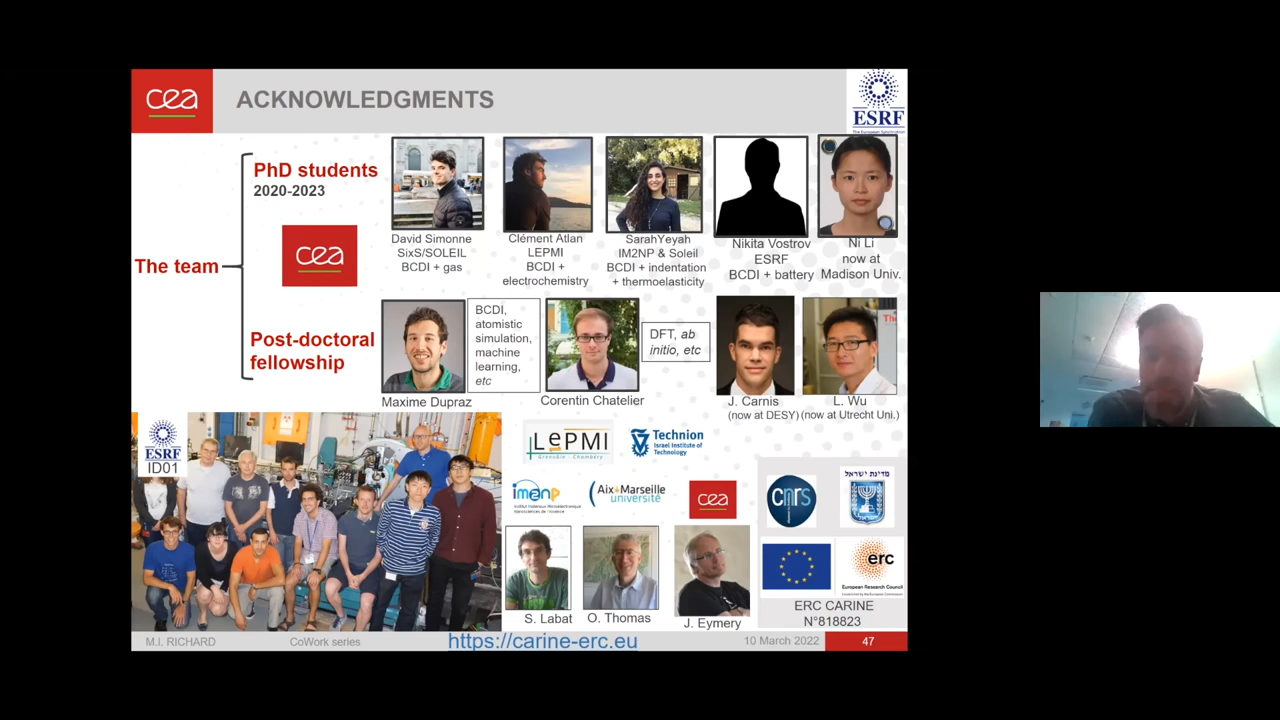 cea
ACKNOWLEDGMENTS
ESRF
PhD students
2020-2023
The team
cea
David Simonne
SixS/SOLEIL
BCDI + gas
Clément Atlan
LEPMI
BCDI +
electrochemistry
SarahYeyah
IM2NP & Soleil
BCDI + indentation
+ thermoelasticity
Nikita Vostrov
ESRF
BCDI + battery
Ni Li
now at
Madison Univ.
Post-doctoral
fellowship
BCDI,
atomistic
simulation,
machine
learning,
etc
Maxime Dupraz
DFT, ab
initio, etc
Corentin Chatelier
J. Carnis
(now at DESY)
L. Wu
(now at Utrecht Uni.)
ESRF
ID01
LEPMI
Grenoble - Chambéry
Technion
Israel Institute of
Technology
im2np
Aix*Marseille
université
cea
cnrs
מדינת ישראל
S. Labat
O. Thomas
J. Eymery
erc
European Research Council
ERC CARINE
N°818823
M.I. RICHARD
CoWork series
https://carine-erc.eu
10 March 2022
47